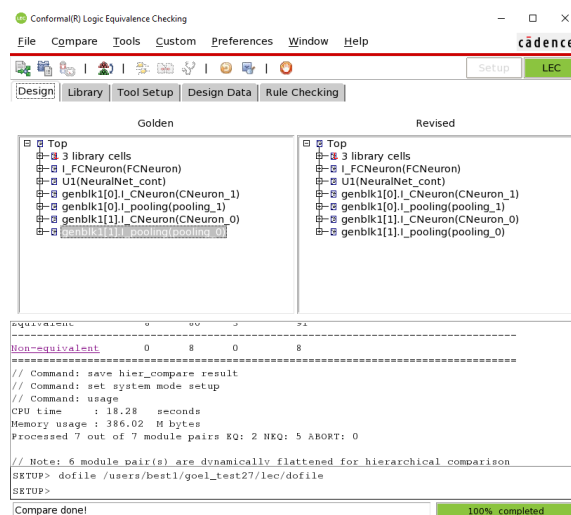 LEC Conformal(R) Logic Equivalence Checking
File Compare Tools Custom Preferences Window Help cādence
Setup LEC
Design Library Tool Setup Design Data Rule Checking
Golden Revised
Top Top
3 library cells 3 library cells
I_FCNeuron(FCNeuron) I_FCNeuron(FCNeuron)
U1(NeuralNet_cont) U1(NeuralNet_cont)
genblk1[0].I_CNeuron(CNeuron_1) genblk1[0].I_CNeuron(CNeuron_1)
genblk1[0].I_pooling(pooling_1) genblk1[0].I_pooling(pooling_1)
genblk1[1].I_CNeuron(CNeuron_0) genblk1[1].I_CNeuron(CNeuron_0)
genblk1[1].I_pooling(pooling_0) genblk1[1].I_pooling(pooling_0)
Equivalent 8 80 3 91
Non-equivalent 0 8 0 8
// Command: save hier_compare result
// Command: set system mode setup
// Command: usage
CPU time : 18.28 seconds
Memory usage : 386.02 M bytes
Processed 7 out of 7 module pairs EQ: 2 NEQ: 5 ABORT: 0
// Note: 6 module pair(s) are dynamically flattened for hierarchical comparison
SETUP> dofile /users/best1/goel_test27/lec/dofile
SETUP>
Compare done! 100% completed